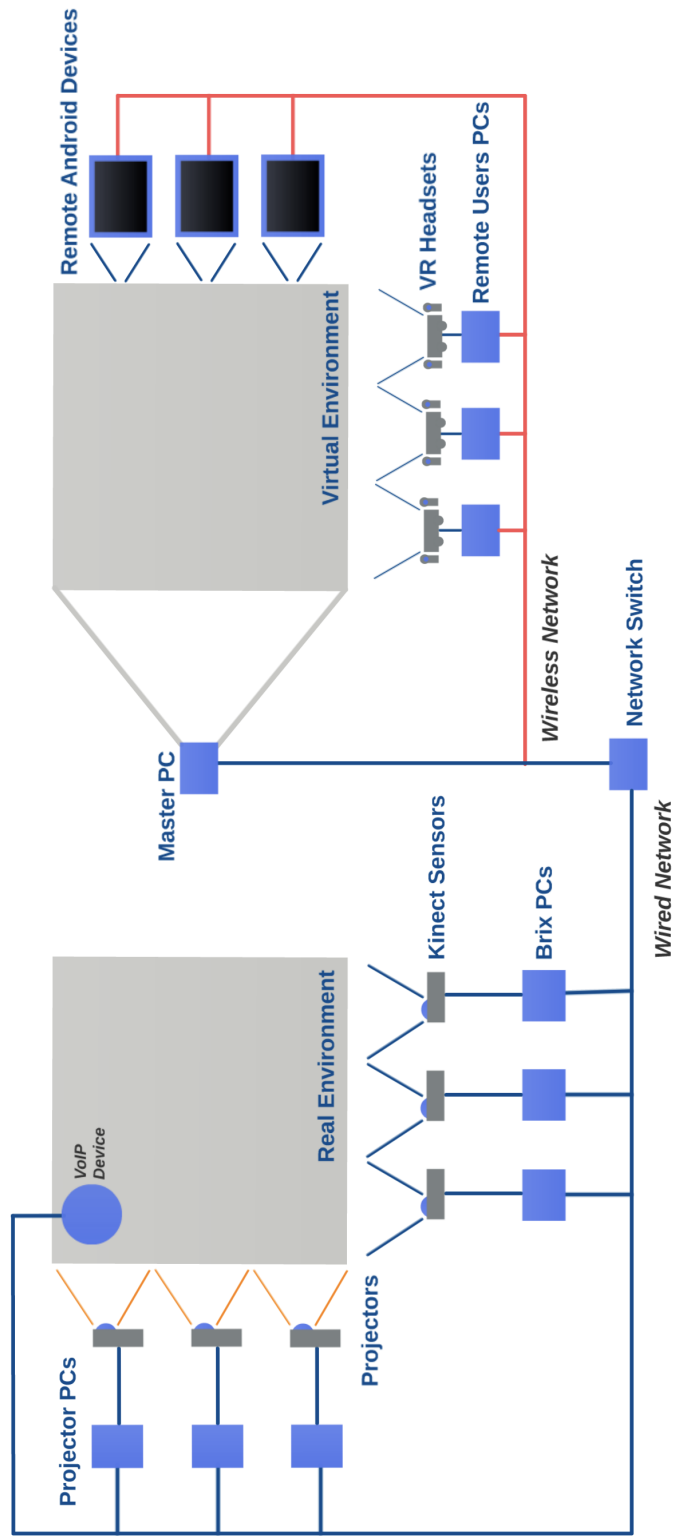 Projector PCs
VoIP
Device
Projectors
Real Environment
Kinect Sensors
Brix PCs
Wired Network
Master PC
Network Switch
Wireless Network
Virtual Environment
Remote Android Devices
VR Headsets
Remote Users PCs